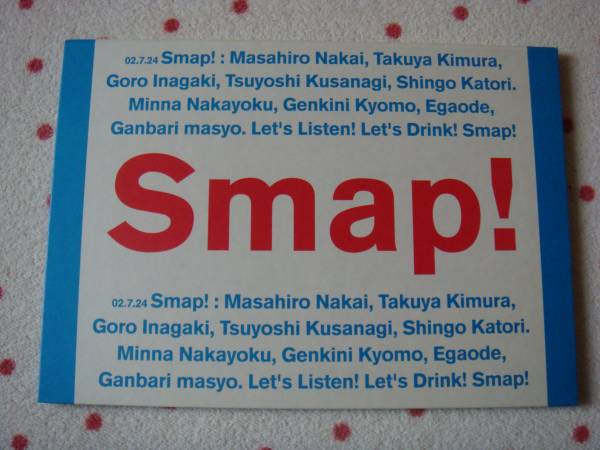 02.7.24 Smap! : Masahiro Nakai, Takuya Kimura,
Goro Inagaki, Tsuyoshi Kusanagi, Shingo Katori.
Minna Nakayoku, Genkini Kyomo, Egaode,
Ganbari masyo. Let's Listen! Let's Drink! Smap!
Smap!
02.7.24 Smap! : Masahiro Nakai, Takuya Kimura,
Goro Inagaki, Tsuyoshi Kusanagi, Shingo Katori.
Minna Nakayoku, Genkini Kyomo, Egaode,
Ganbari masyo. Let's Listen! Let's Drink! Smap!